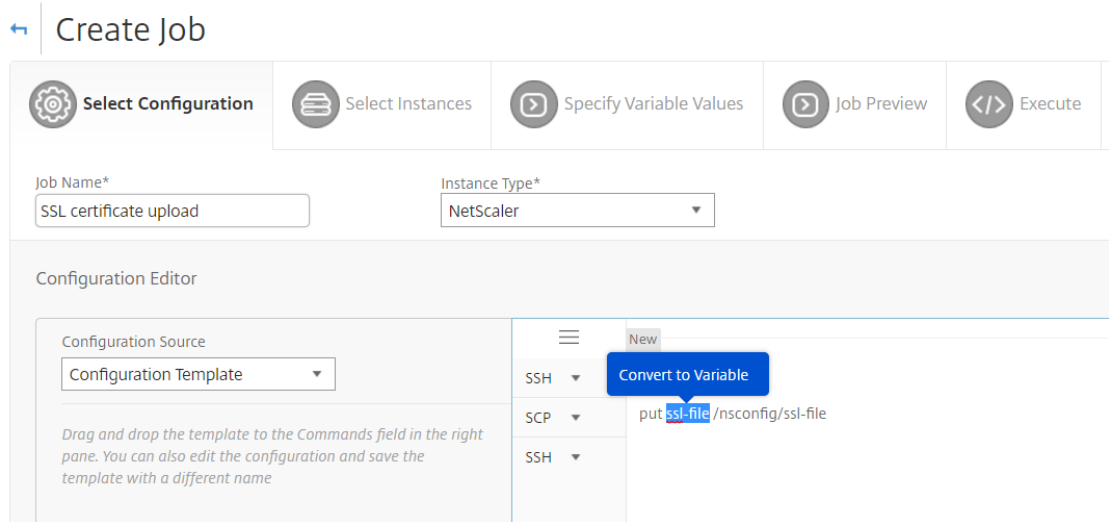 Create Job
Select Configuration
Select Instances
Specify Variable Values
Job Preview
Execute
Job Name*
Instance Type*
SSL certificate upload
NetScaler
Configuration Editor
Configuration Source
Configuration Template
Drag and drop the template to the Commands field in the right
pane. You can also edit the configuration and save the
template with a different name
New
SSH
Convert to Variable
SCP
put ssl-file /nsconfig/ssl-file
SSH